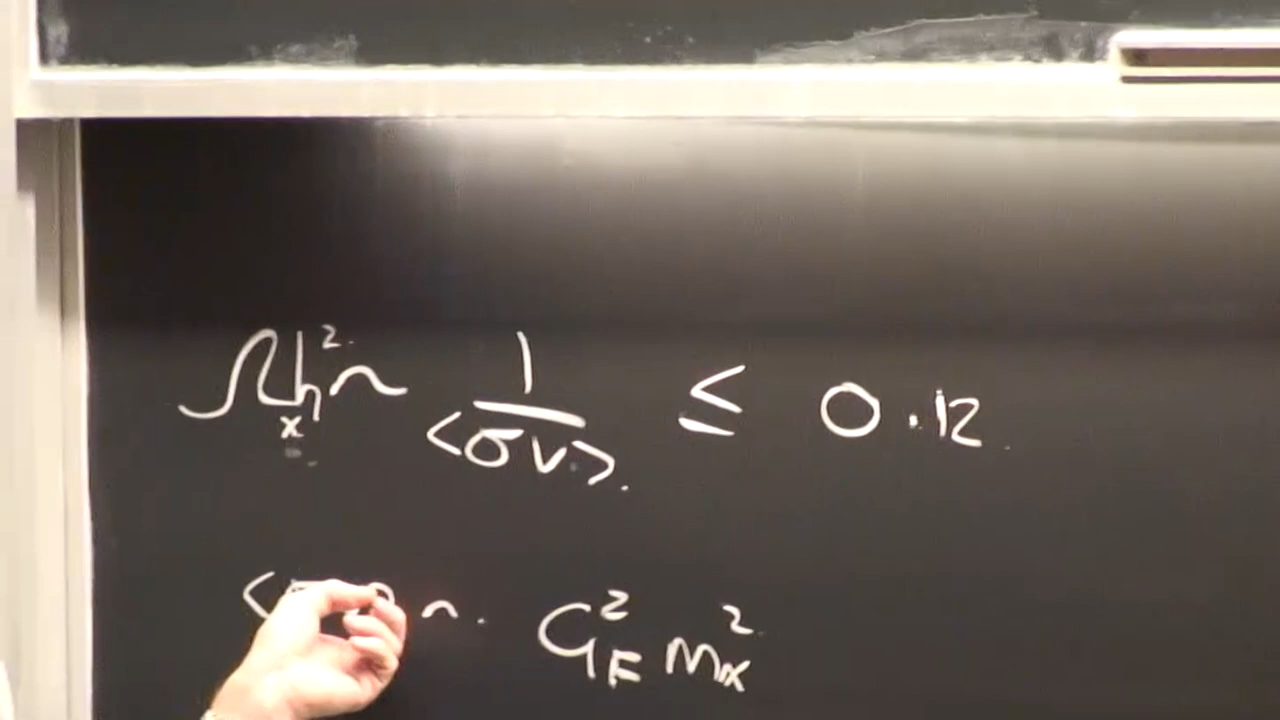 Ωₓh² ~ 1/<σv> ≤ 0.12
< ~ G_F² mₓ²